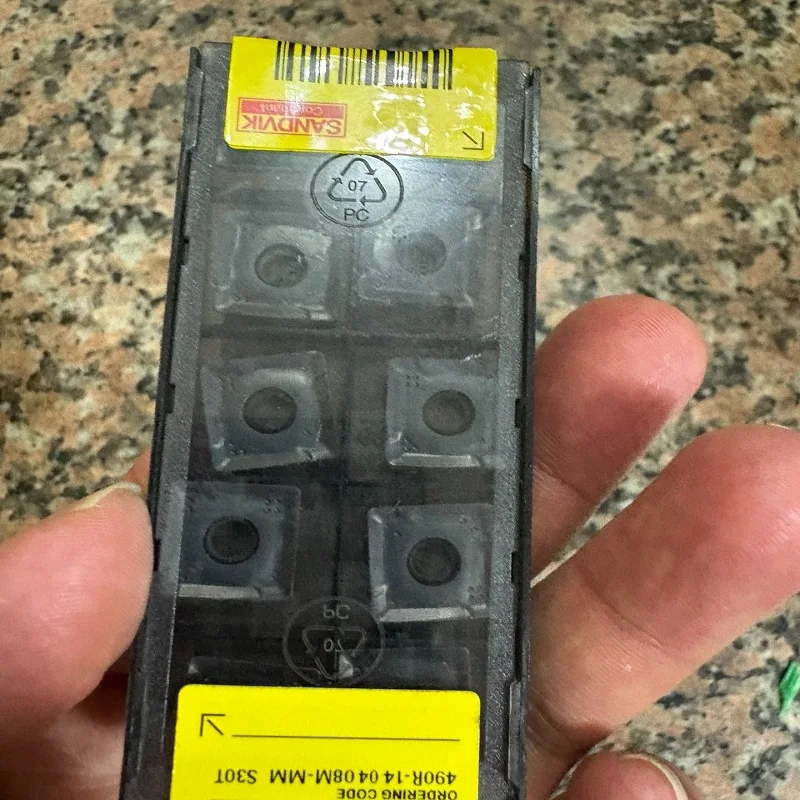 SANDVIK
Coromant
07
PC
PC
07
490R-14 04 08M-MM S30T
ORDERING CODE